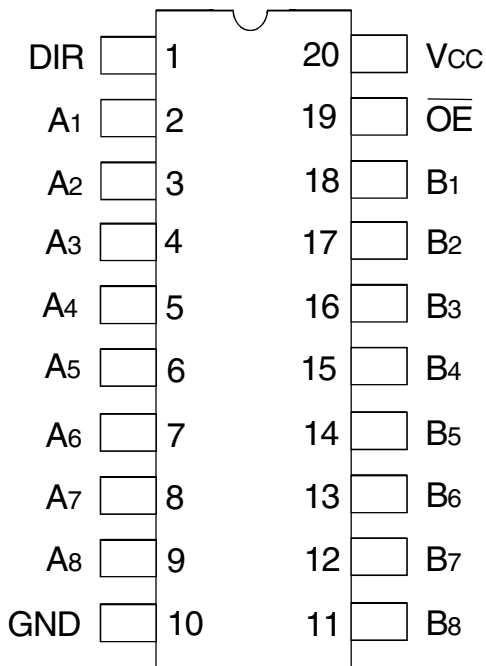 DIR 1 20 VCC
A1 2 19 OE
A2 3 18 B1
A3 4 17 B2
A4 5 16 B3
A5 6 15 B4
A6 7 14 B5
A7 8 13 B6
A8 9 12 B7
GND 10 11 B8